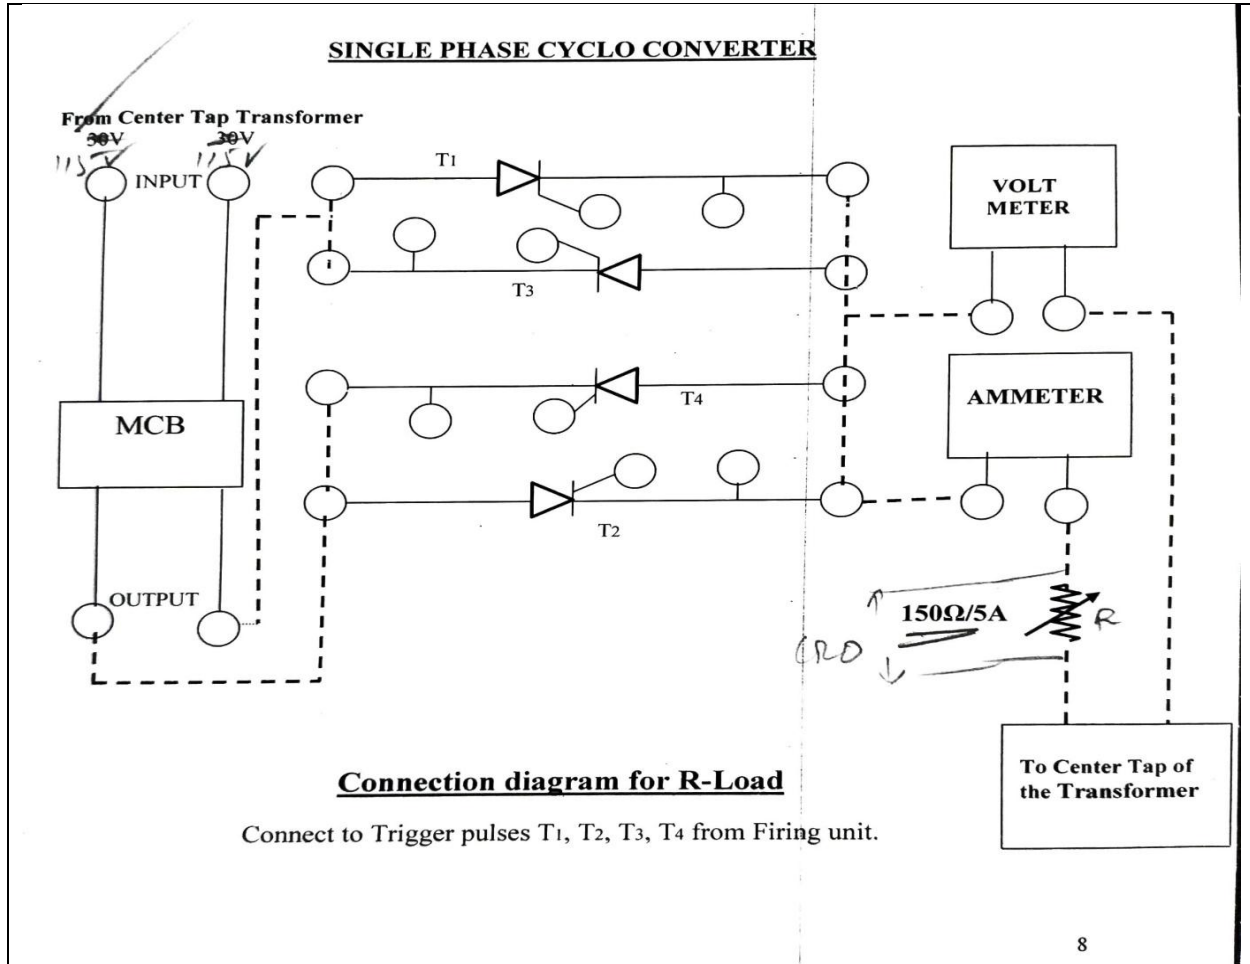 SINGLE PHASE CYCLO CONVERTER
From Center Tap Transformer
30V 30V
115V 115V
INPUT
T1
VOLT
METER
T3
T4
AMMETER
MCB
T2
OUTPUT
150Ω/5A
R
CRO
To Center Tap of
the Transformer
Connection diagram for R-Load
Connect to Trigger pulses T1, T2, T3, T4 from Firing unit.
8